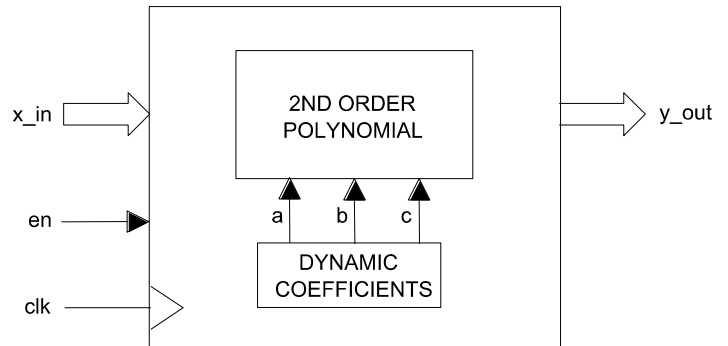 2ND ORDER
POLYNOMIAL
x_in
y_out
a b c
en
DYNAMIC
COEFFICIENTS
clk